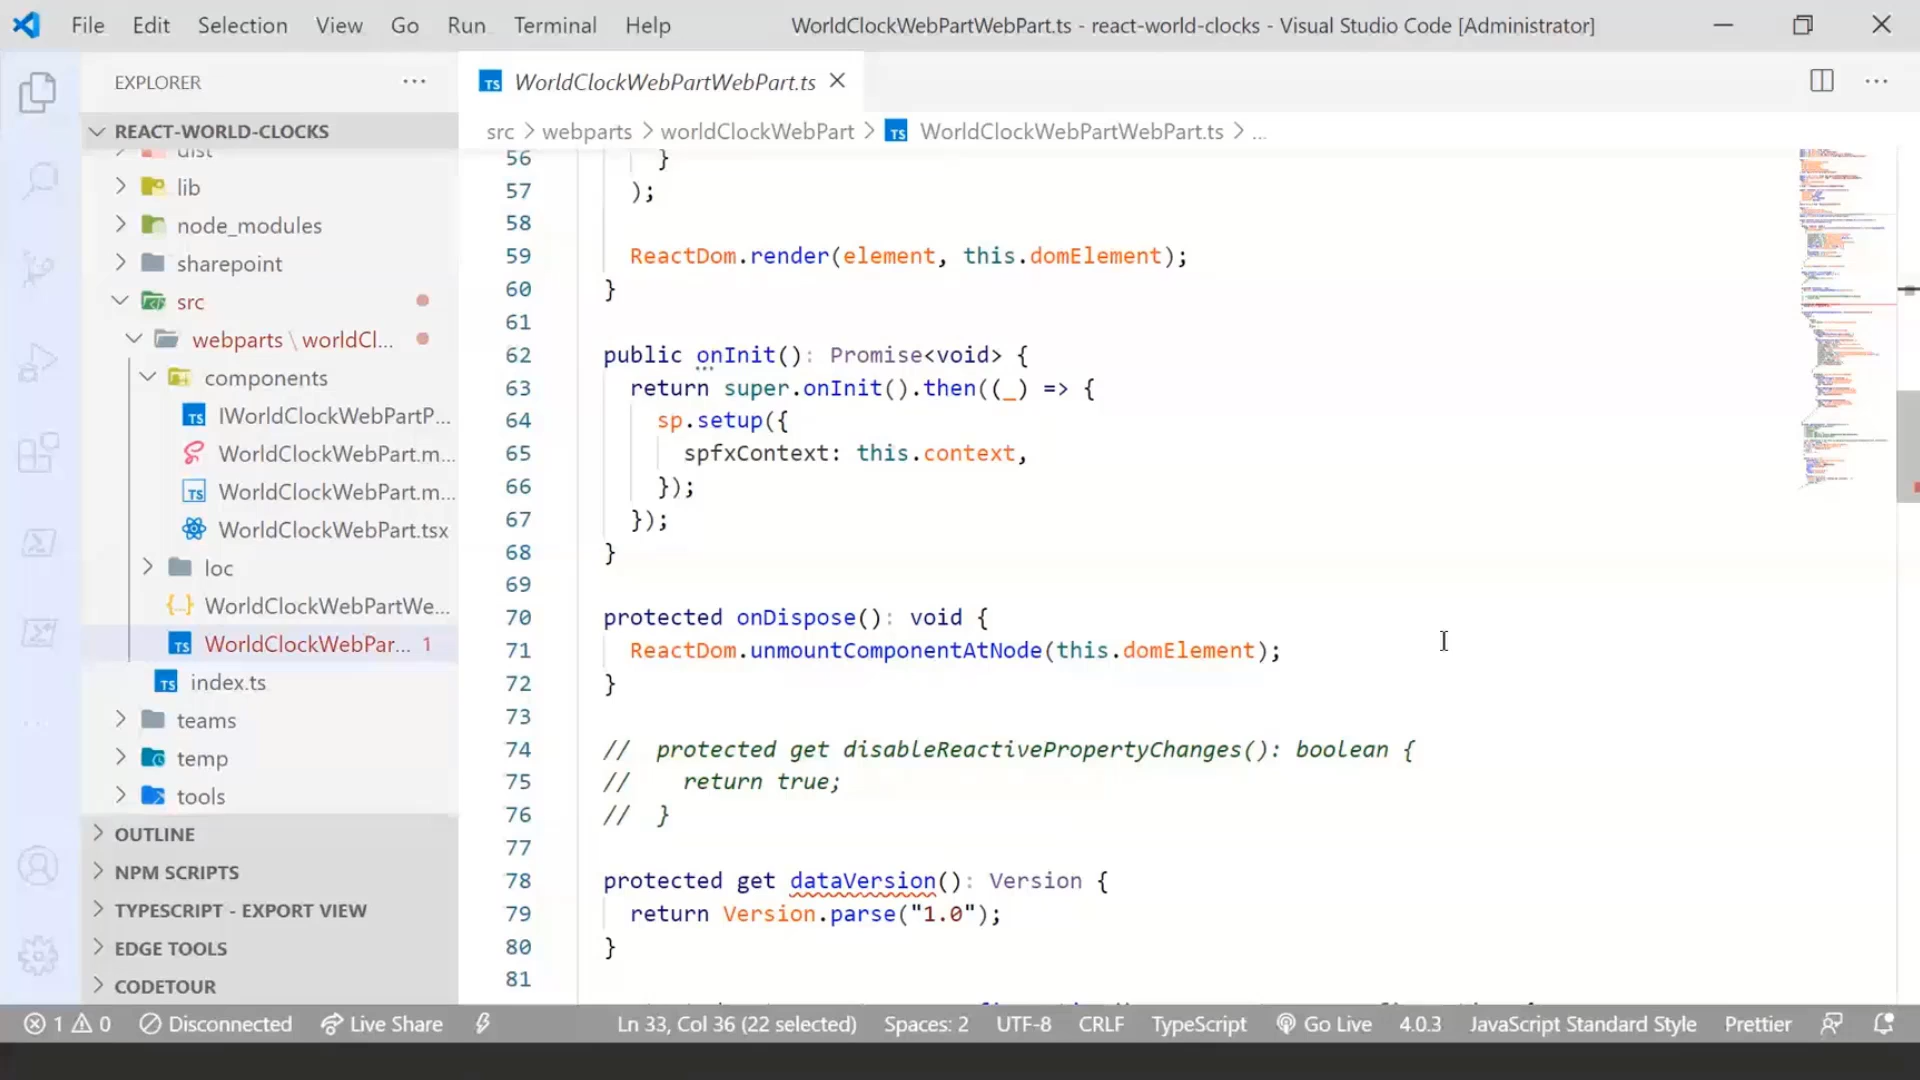 File Edit Selection View Go Run Terminal Help WorldClockWebPartWebPart.ts - react-world-clocks - Visual Studio Code [Administrator]
EXPLORER ...
REACT-WORLD-CLOCKS
dist
lib
node_modules
sharepoint
src
webparts \ worldCl...
components
IWorldClockWebPartP...
WorldClockWebPart.m...
WorldClockWebPart.m...
WorldClockWebPart.tsx
loc
WorldClockWebPartWe...
WorldClockWebPar... 1
index.ts
teams
temp
tools
OUTLINE
NPM SCRIPTS
TYPESCRIPT - EXPORT VIEW
EDGE TOOLS
CODETOUR
TS WorldClockWebPartWebPart.ts
src > webparts > worldClockWebPart > TS WorldClockWebPartWebPart.ts > ...
56 }
57 );
58
59 ReactDom.render(element, this.domElement);
60 }
61
62 public onInit(): Promise<void> {
63 return super.onInit().then((_) => {
64 sp.setup({
65 spfxContext: this.context,
66 });
67 });
68 }
69
70 protected onDispose(): void {
71 ReactDom.unmountComponentAtNode(this.domElement);
72 }
73
74 // protected get disableReactivePropertyChanges(): boolean {
75 // return true;
76 // }
77
78 protected get dataVersion(): Version {
79 return Version.parse("1.0");
80 }
81
1 0 Disconnected Live Share Ln 33, Col 36 (22 selected) Spaces: 2 UTF-8 CRLF TypeScript Go Live 4.0.3 JavaScript Standard Style Prettier